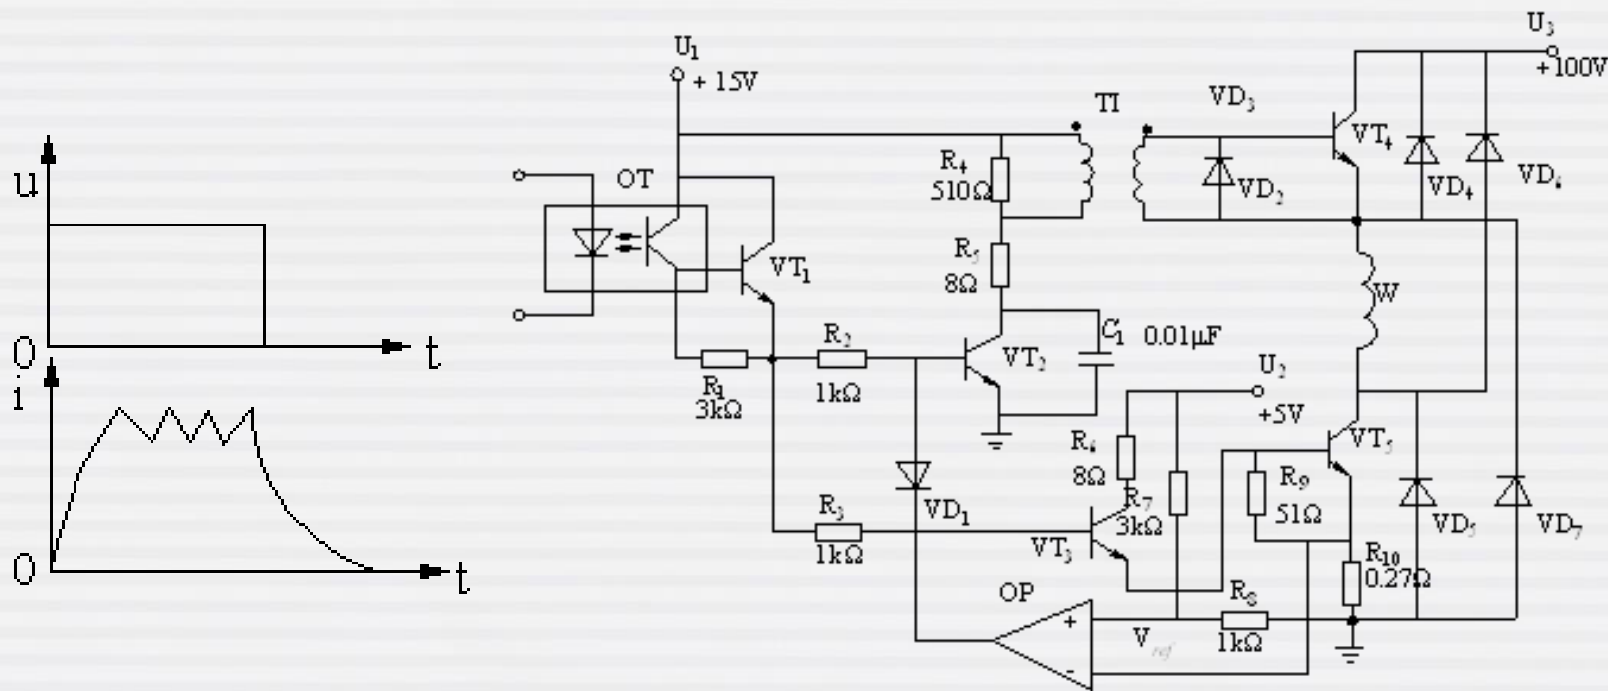 u
0
t
i
0
t
U₁
+ 15V
OT
VT₁
R₁
3kΩ
R₂
1kΩ
R₃
1kΩ
R₄
510Ω
R₅
8Ω
VT₂
C₁ 0.01μF
TI
VD₃
VD₂
VT₄
VD₄
VD₆
U₃
+100V
W
U₂
+5V
VT₅
R₆
8Ω
R₇
3kΩ
R₉
51Ω
VD₁
VT₃
VD₅
VD₇
R₁₀
0.27Ω
OP
+
-
V ref
R₈
1kΩ